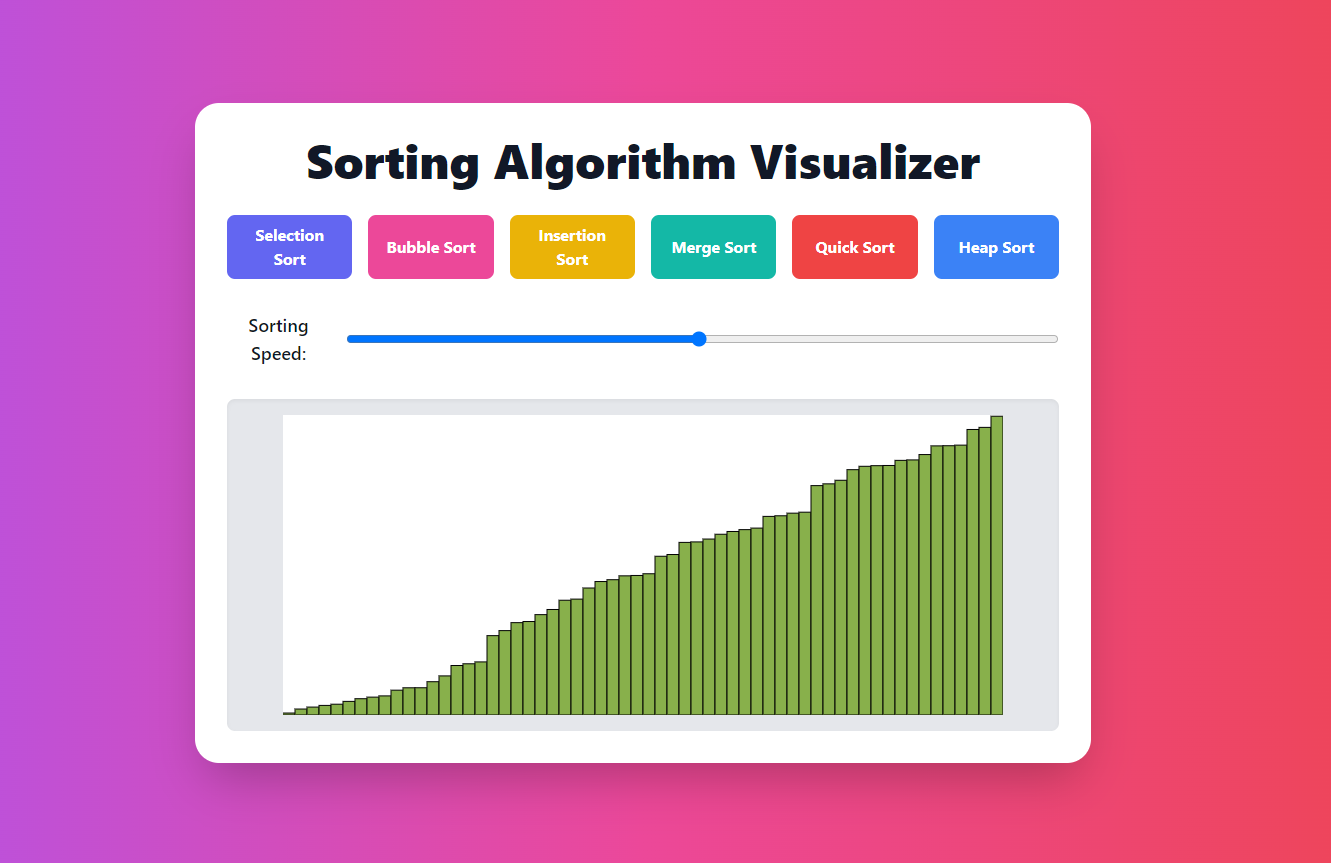 Sorting Algorithm Visualizer
Selection
Sort
Bubble Sort
Insertion
Sort
Merge Sort
Quick Sort
Heap Sort
Sorting
Speed: